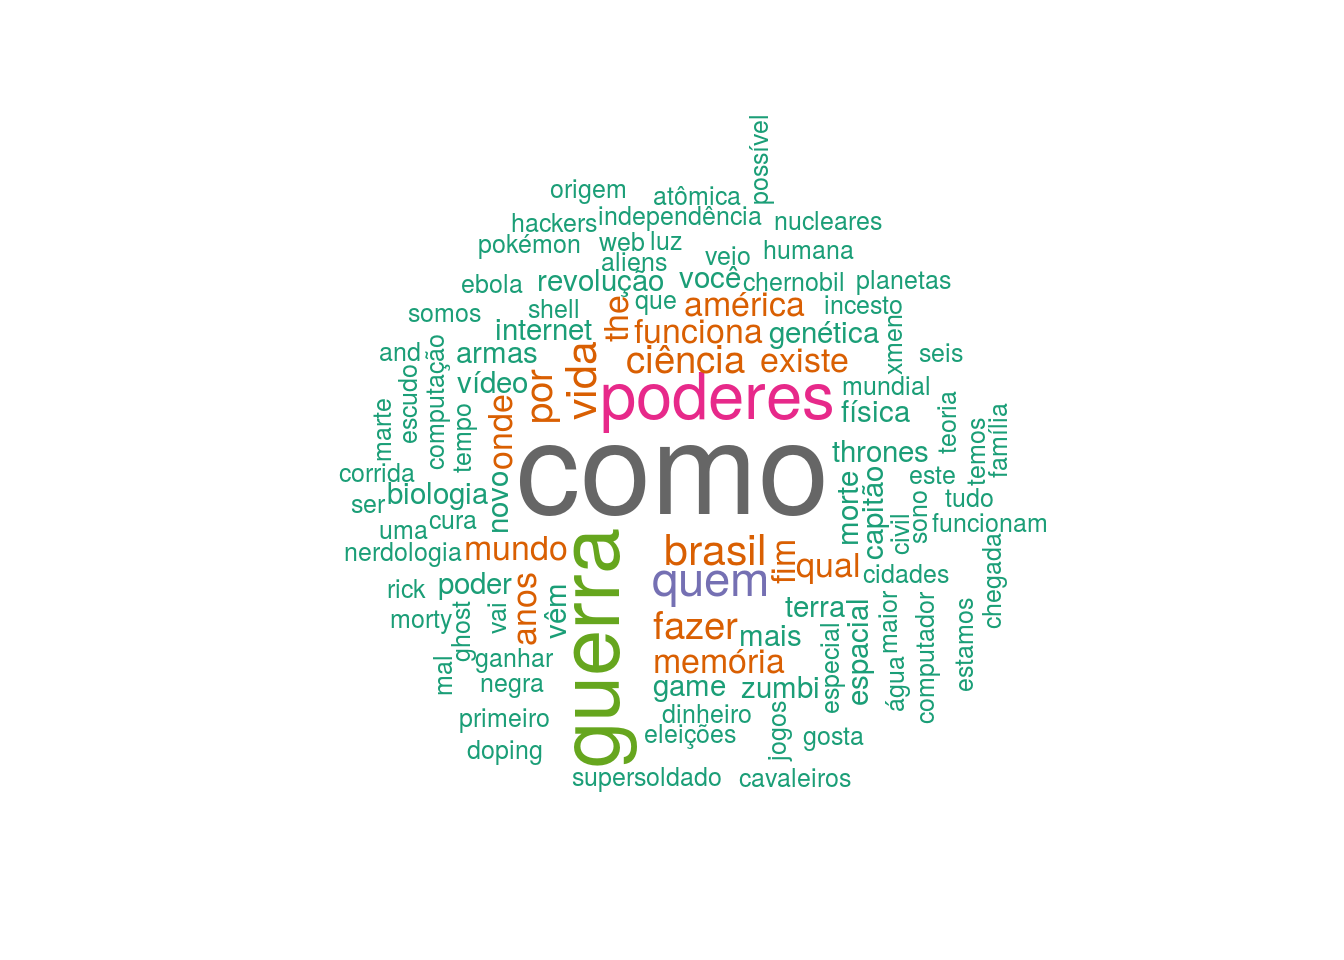 possível
origem
atômica
hackers
independência
nucleares
pokémon
web
luz
veio
humana
aliens
ebola
revolução
você
chernobil
planetas
somos
shell
the
que
américa
incesto
internet
funciona
genética
xmen
seis
and
computação
armas
vida
ciência
existe
escudo
vídeo
por
poderes
mundial
marte
tempo
onde
física
teoria
família
como
thrones
temos
corrida
biologia
novo
morte
capitão
este
sono
tudo
ser
uma
cura
civil
funcionam
nerdologia
mundo
guerra
brasil
fim
qual
chegada
quem
cidades
rick
poder
anos
vêm
terra
morty
ghost
vai
fazer
mais
espacial
maior
computador
estamos
mal
ganhar
memória
especial
água
negra
game
zumbi
primeiro
dinheiro
jogos
eleições
gosta
doping
supersoldado
cavaleiros